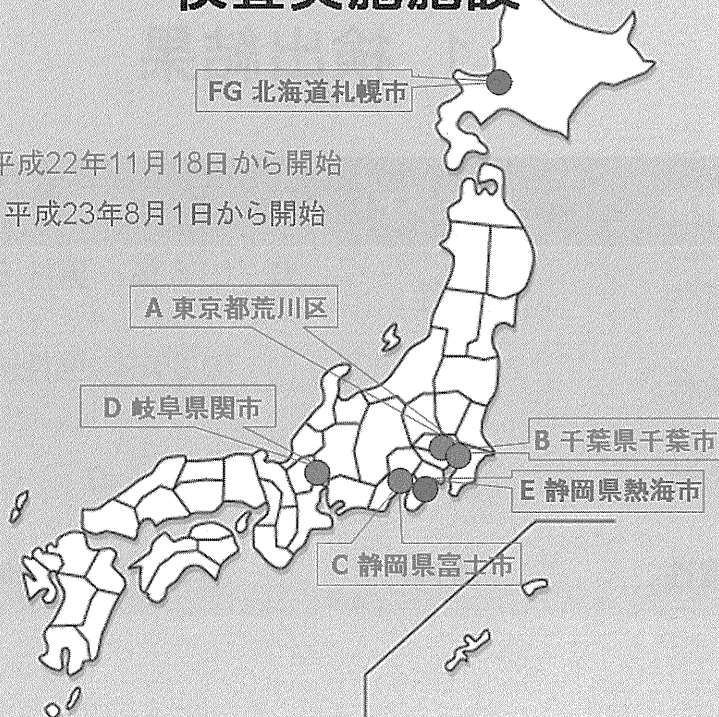 検査実施施設
FG 北海道札幌市
平成22年11月18日から開始
平成23年8月1日から開始
A 東京都荒川区
D 岐阜県関市
B 千葉県千葉市
E 静岡県熱海市
C 静岡県富士市